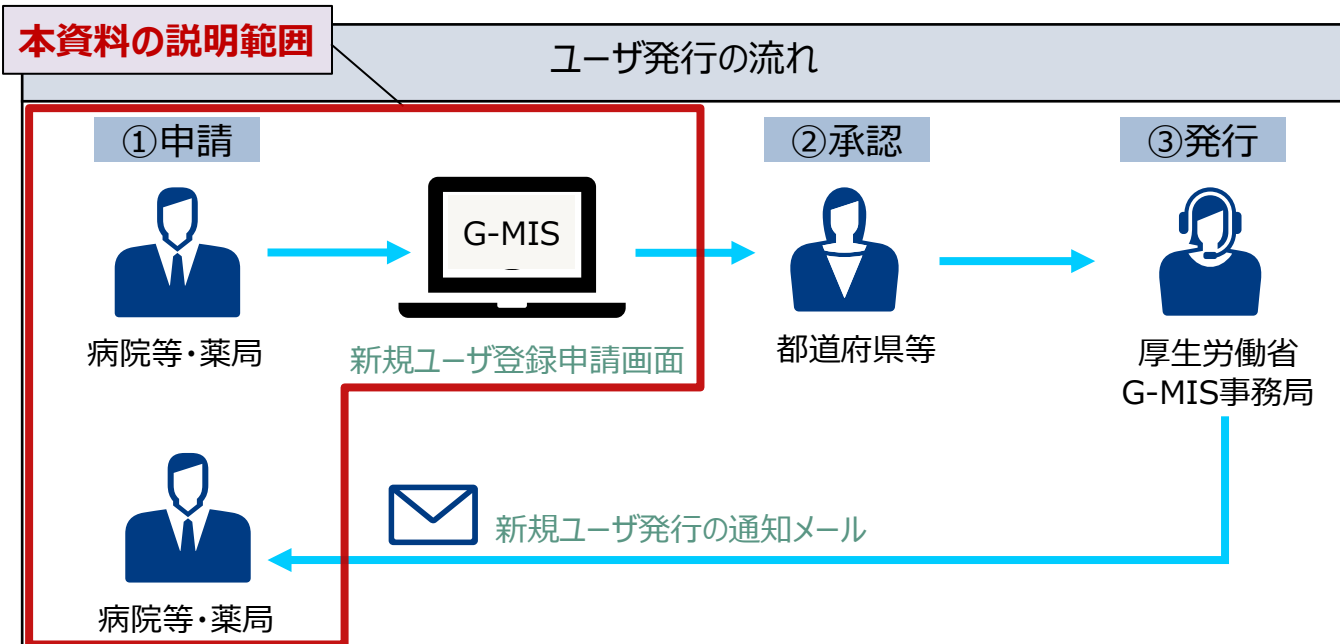 本資料の説明範囲
ユーザ発行の流れ
①申請
②承認
③発行
G-MIS
病院等・薬局
新規ユーザ登録申請画面
都道府県等
厚生労働省
G-MIS事務局
新規ユーザ発行の通知メール
病院等・薬局